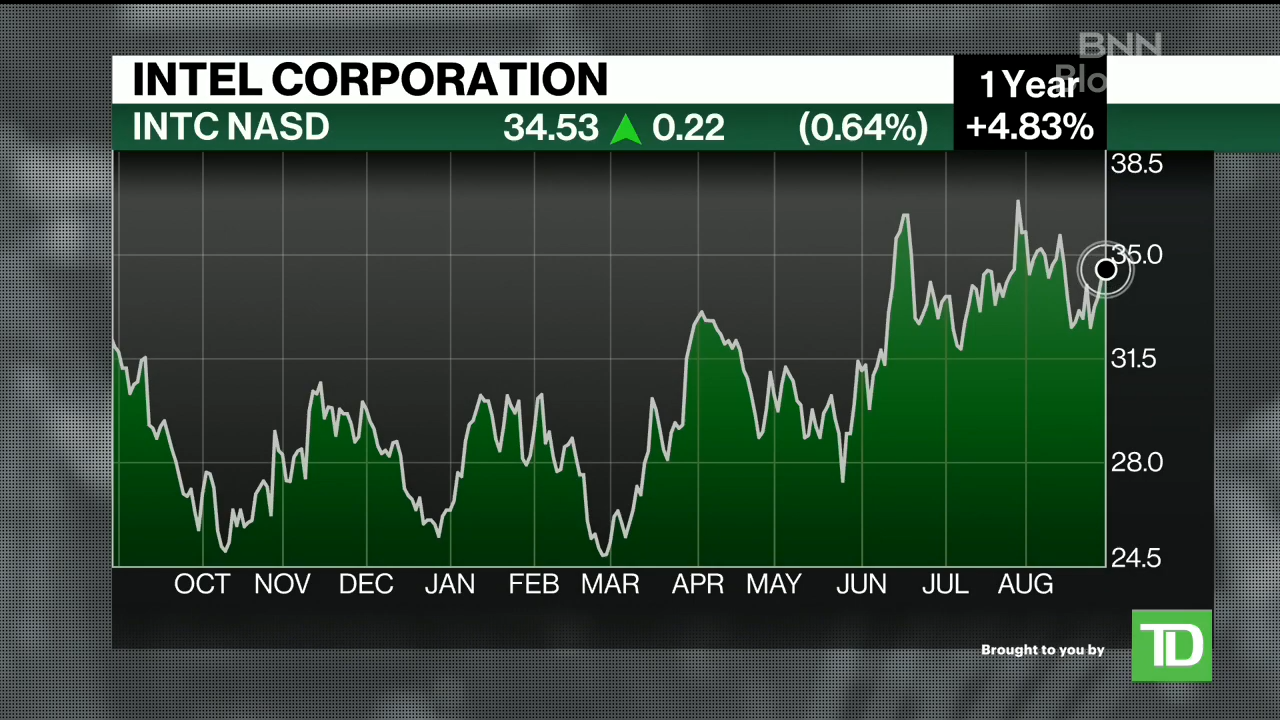 BNN
Blo
INTEL CORPORATION
1 Year
INTC NASD 34.53 0.22 (0.64%) +4.83%
38.5
35.0
31.5
28.0
24.5
OCT NOV DEC JAN FEB MAR APR MAY JUN JUL AUG
Brought to you by
TD